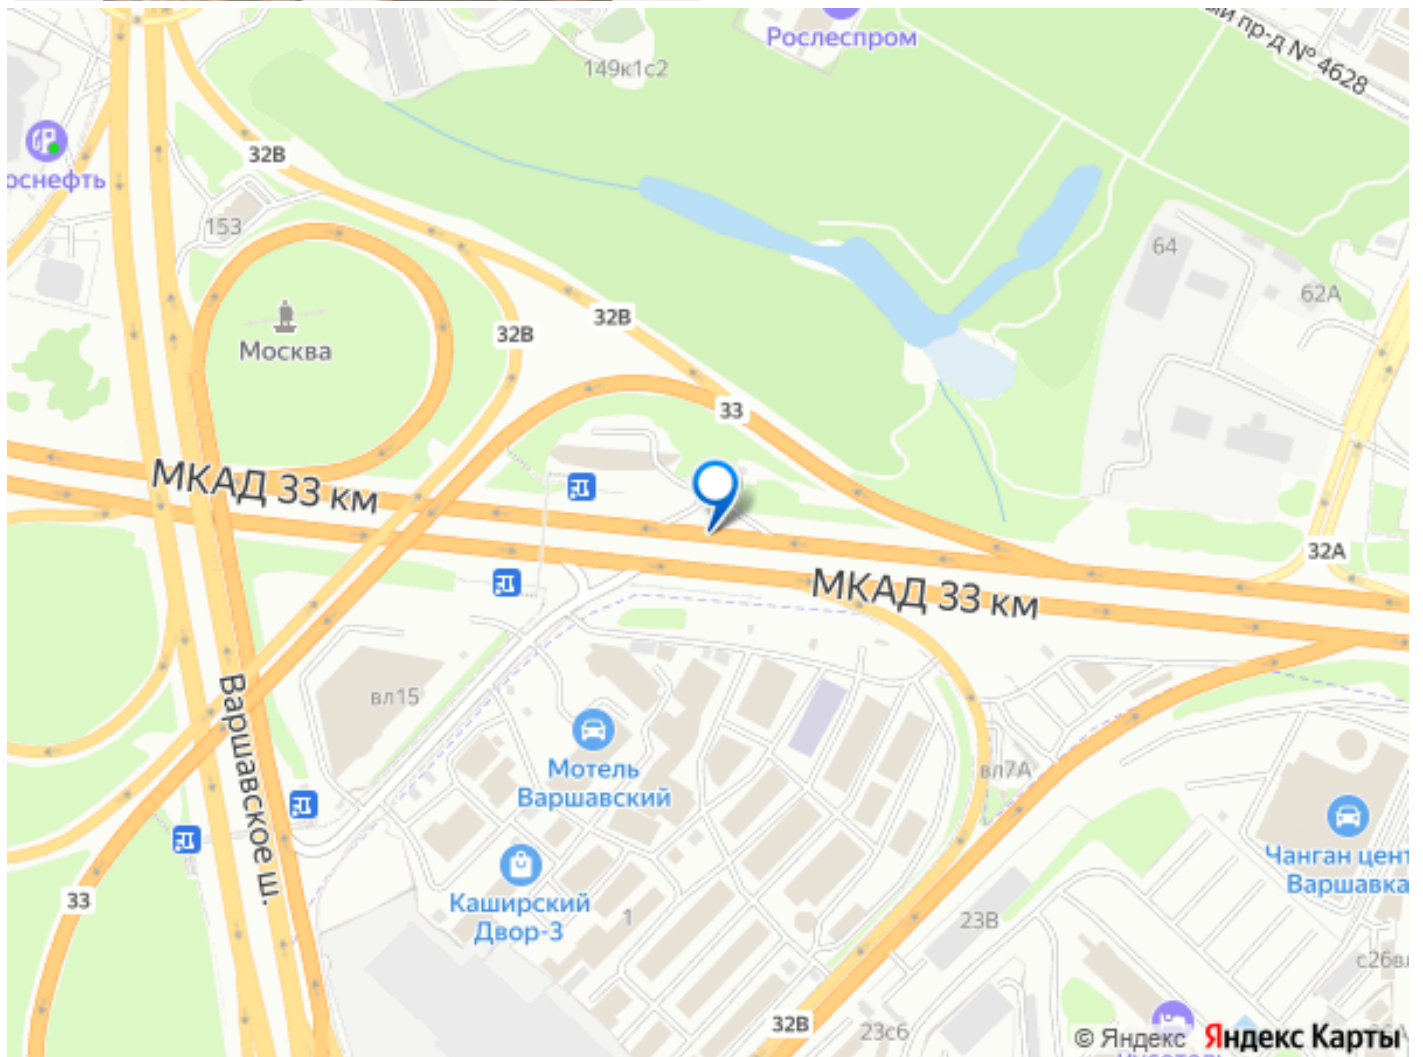 Рослеспром
149к1с2
пр-д № 4628
32В
оснефть
153
64
62А
32В
32В
Москва
33
МКАД 33 км
32А
МКАД 33 км
вл15
Варшавское ш.
Мотель
Варшавский
вл7А
Чанган цент
Варшавка
Каширский
Двор-3
1
33
23В
с26вл
32В
23с6
© Яндекс Яндекс Карты